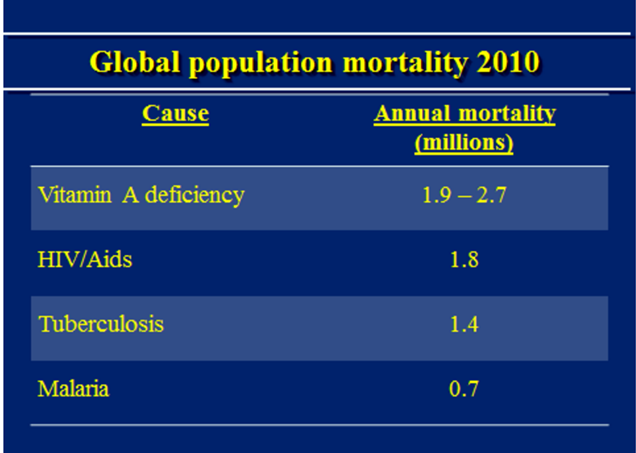 Global population mortality 2010
Cause Annual mortality
(millions)
Vitamin A deficiency 1.9 – 2.7
HIV/Aids 1.8
Tuberculosis 1.4
Malaria 0.7